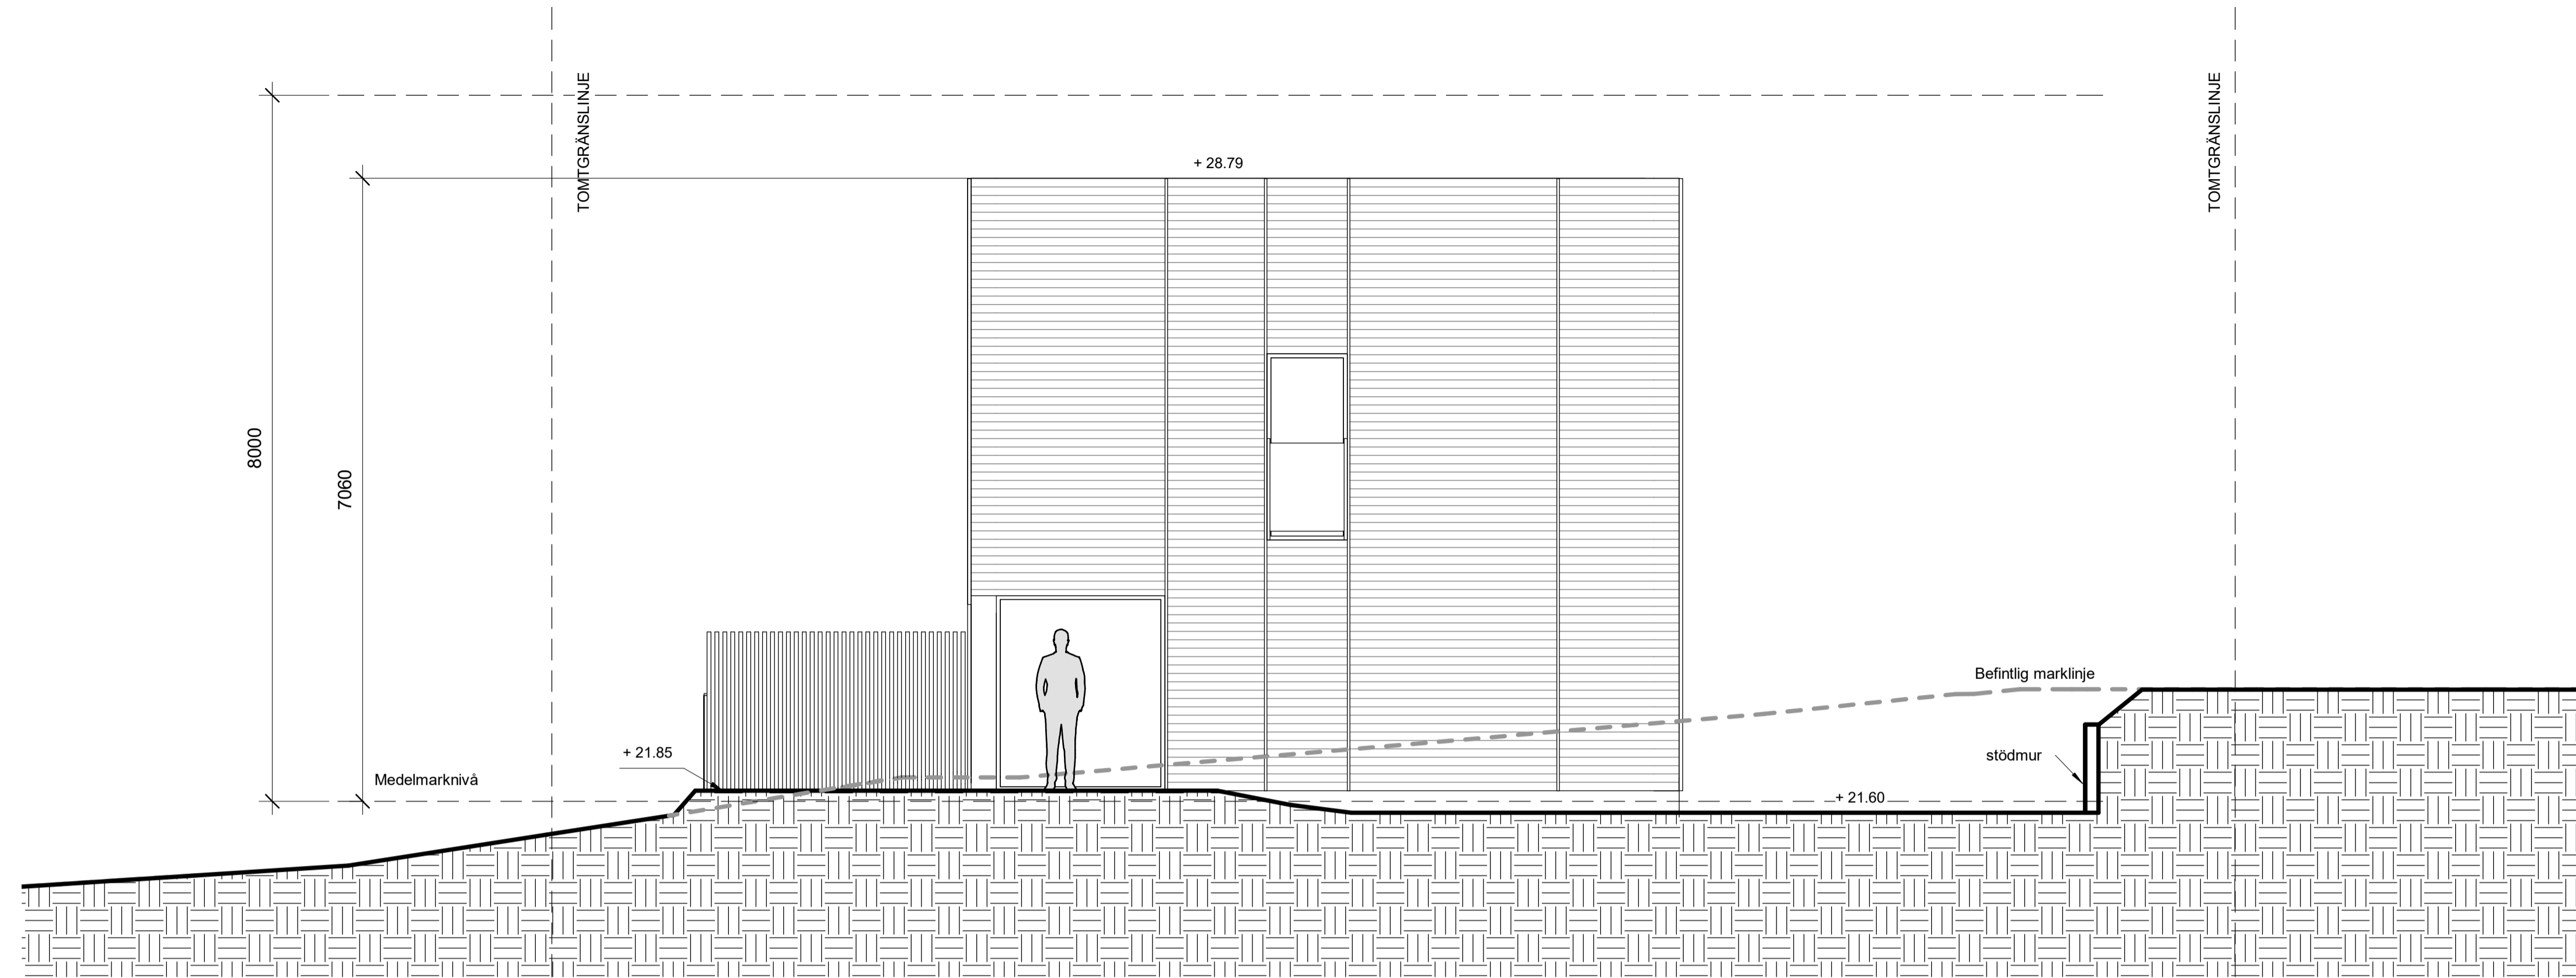 TOMTGRÄNSLINJE
TOMTGRÄNSLINJE
+ 28.79
8000
7060
Befintlig marklinje
+ 21.85
stödmur
Medelmarknivå
+ 21.60